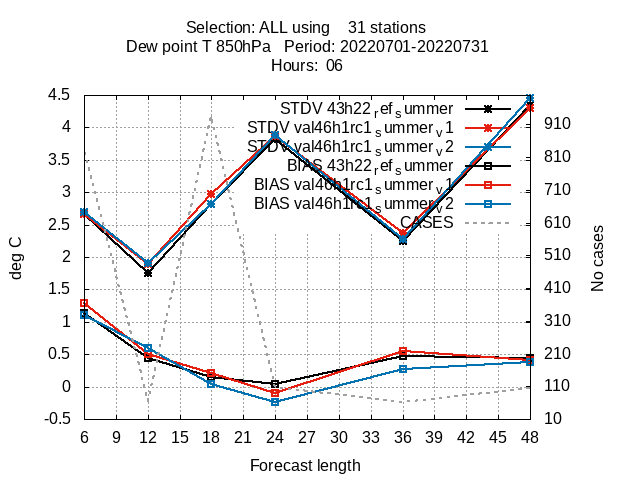 Selection: ALL using 31 stations
Dew point T 850hPa Period: 20220701-20220731
Hours: 06
STDV 43h22_ref_summer
STDV val46h1rc1_summer_v1
STDV val46h1rc1_summer_v2
BIAS 43h22_ref_summer
BIAS val46h1rc1_summer_v1
BIAS val46h1rc1_summer_v2
CASES
deg C
4.5
4
3.5
3
2.5
2
1.5
1
0.5
0
-0.5
No cases
910
810
710
610
510
410
310
210
110
10
6 9 12 15 18 21 24 27 30 33 36 39 42 45 48
Forecast length